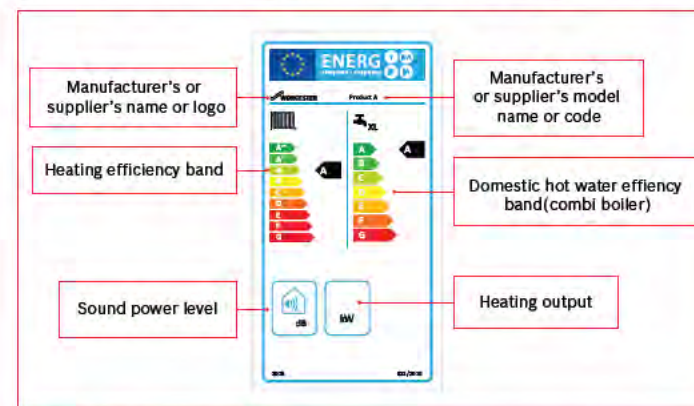 ENERG
Manufacturer's or
supplier's name or logo
WORCESTER
Product A
Manufacturer's
or supplier's model
name or code
XL
Heating efficiency band
A
A
B
C
D
E
F
G
A
A
B
C
E
F
G
Domestic hot water effiency
band(combi boiler)
Sound power level
dB
kW
Heating output